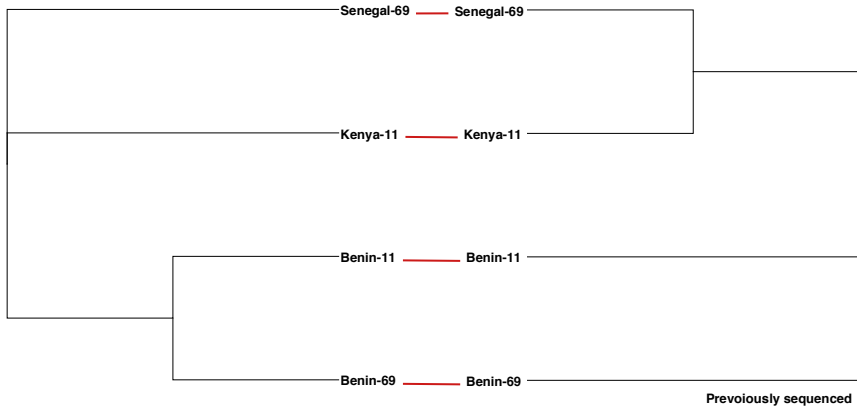 Senegal-69 Senegal-69
Kenya-11 Kenya-11
Benin-11 Benin-11
Benin-69 Benin-69
Prevoiously sequenced